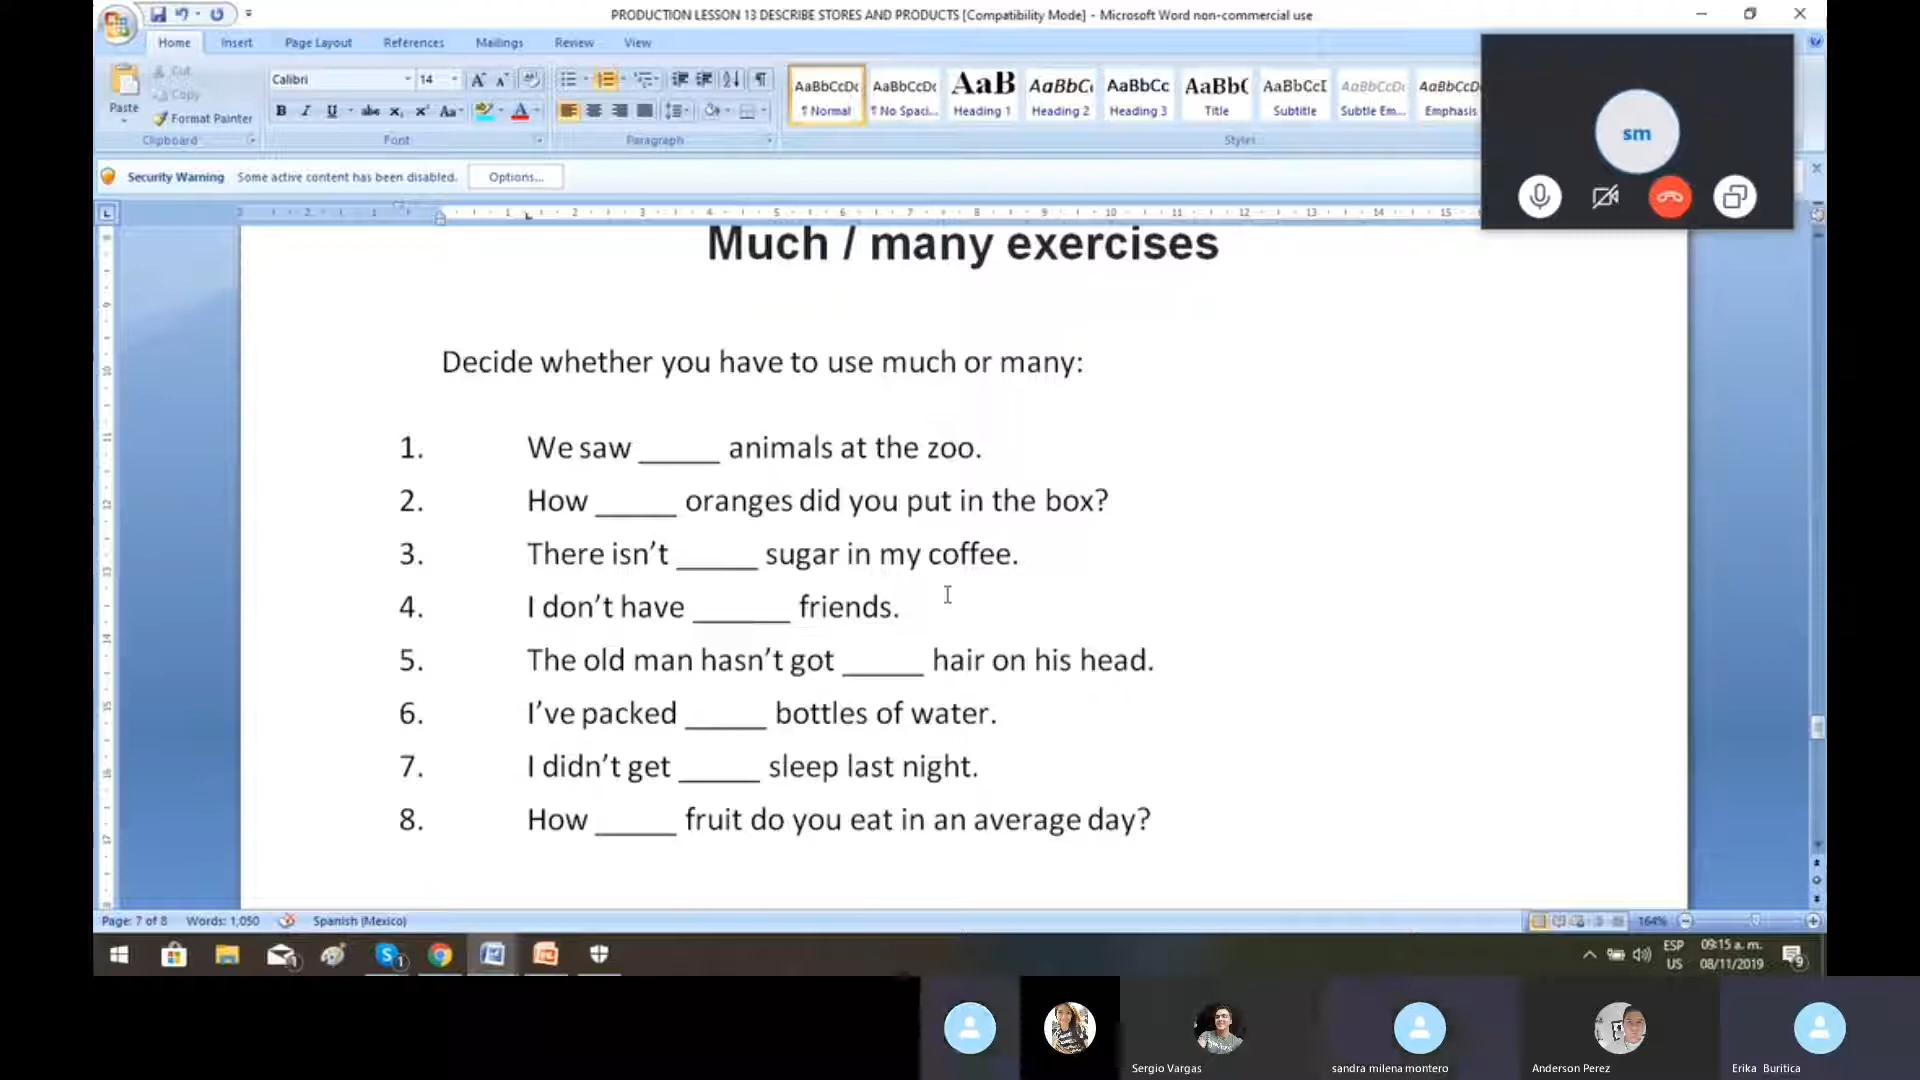 PRODUCTION LESSON 13 DESCRIBE STORES AND PRODUCTS [Compatibility Mode] - Microsoft Word non-commercial use
Home Insert Page Layout References Mailings Review View
Paste
Cut
Copy
Format Painter
Clipboard
Calibri 14
Font
Paragraph
AaBbCcDc AaBbCcDc AaB AaBbC AaBbCc AaBb( AaBbCcD AaBbCcDc AaBbCcD
¶ Normal ¶ No Spaci... Heading 1 Heading 2 Heading 3 Title Subtitle Subtle Em... Emphasis
Styles
sm
Security Warning Some active content has been disabled. Options...
Much / many exercises
Decide whether you have to use much or many:
1. We saw _____ animals at the zoo.
2. How _____ oranges did you put in the box?
3. There isn’t _____ sugar in my coffee.
4. I don’t have ______ friends.
5. The old man hasn’t got _____ hair on his head.
6. I’ve packed _____ bottles of water.
7. I didn’t get _____ sleep last night.
8. How _____ fruit do you eat in an average day?
Page: 7 of 8 Words: 1,050 Spanish (Mexico) 164%
ESP 09:15 a. m.
US 08/11/2019
Sergio Vargas sandra milena montero Anderson Perez Erika Buritica